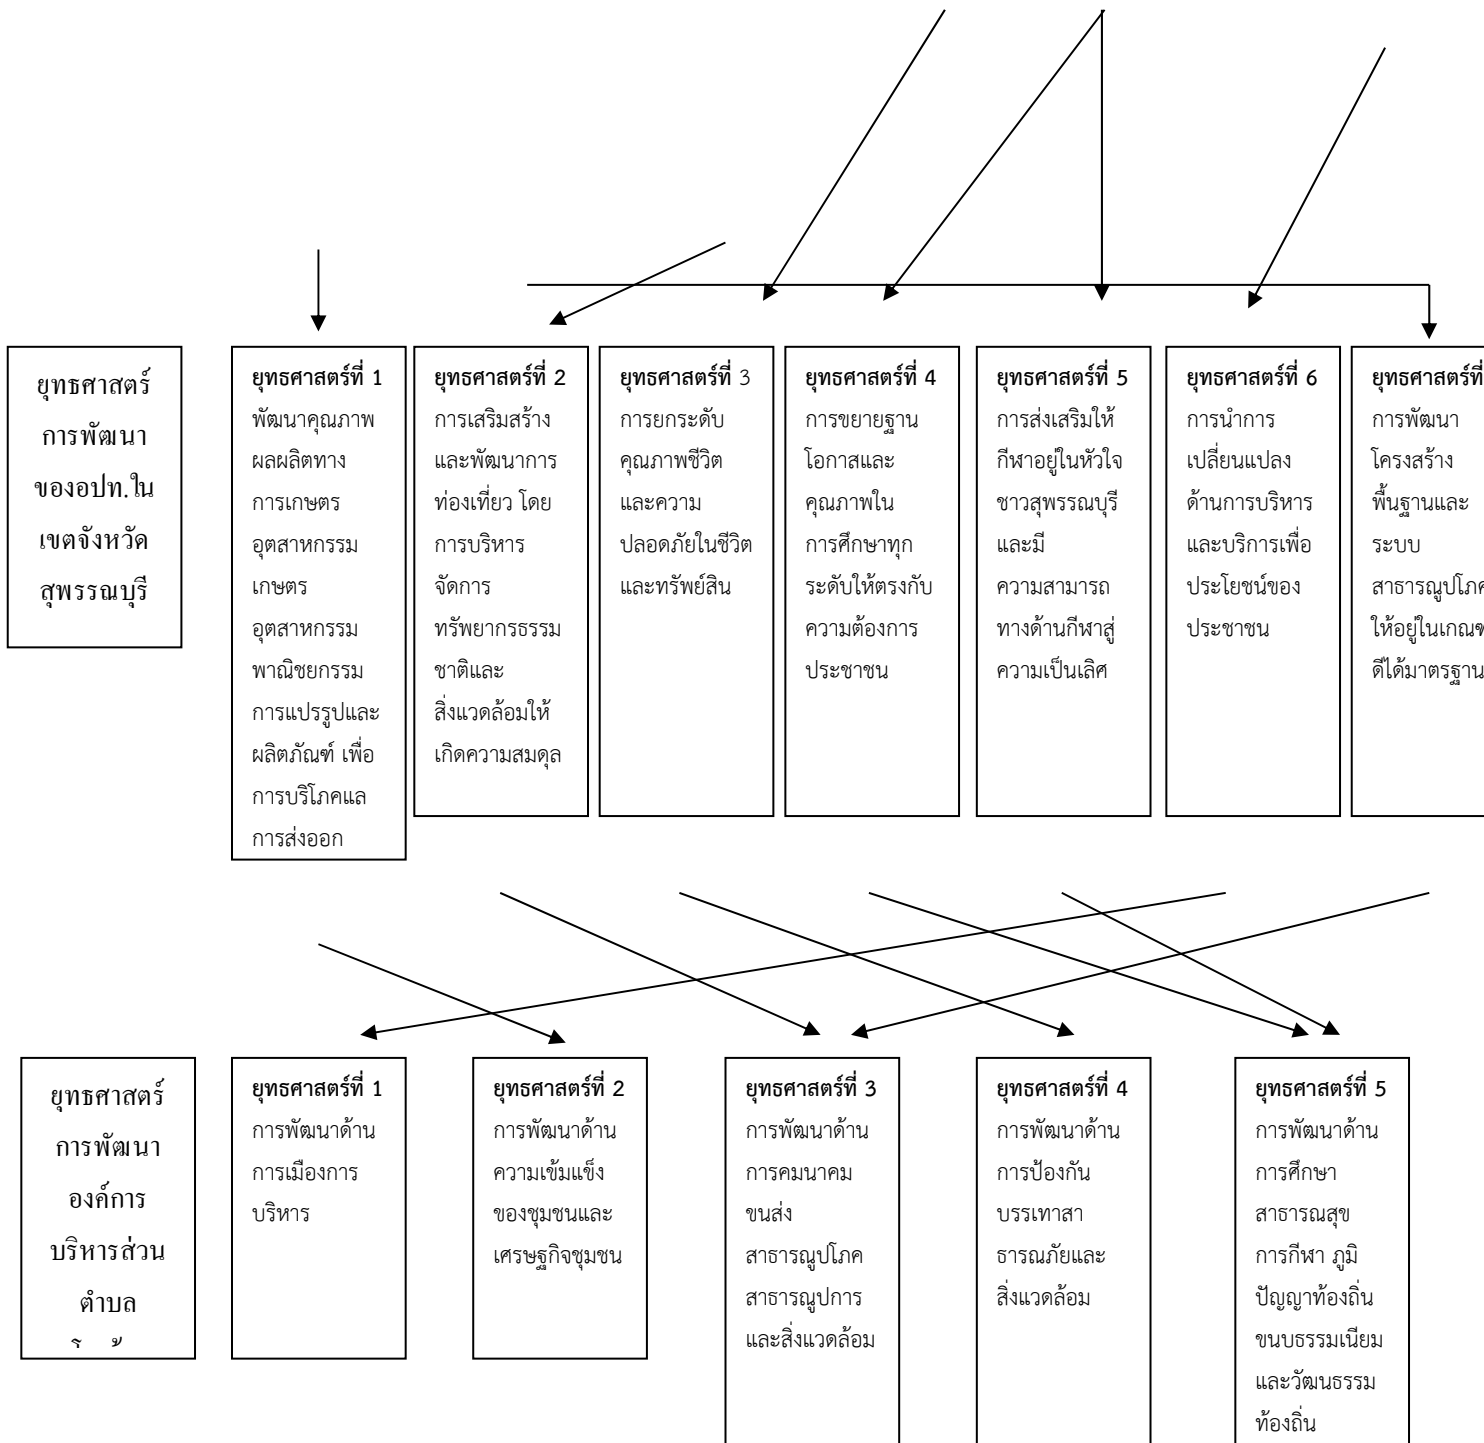 ยุทธศาสตร์
การพัฒนา
ของอปท.ใน
เขตจังหวัด
สุพรรณบุรี
ยุทธศาสตร์ที่ 1
พัฒนาคุณภาพ
ผลผลิตทาง
การเกษตร
อุตสาหกรรม
เกษตร
อุตสาหกรรม
พาณิชยกรรม
การแปรรูปและ
ผลิตภัณฑ์ เพื่อ
การบริโภคแล
การส่งออก
ยุทธศาสตร์ที่ 2
การเสริมสร้าง
และพัฒนาการ
ท่องเที่ยว โดย
การบริหาร
จัดการ
ทรัพยากรธรรม
ชาติและ
สิ่งแวดล้อมให้
เกิดความสมดุล
ยุทธศาสตร์ที่ 3
การยกระดับ
คุณภาพชีวิต
และความ
ปลอดภัยในชีวิต
และทรัพย์สิน
ยุทธศาสตร์ที่ 4
การขยายฐาน
โอกาสและ
คุณภาพใน
การศึกษาทุก
ระดับให้ตรงกับ
ความต้องการ
ประชาชน
ยุทธศาสตร์ที่ 5
การส่งเสริมให้
กีฬาอยู่ในหัวใจ
ชาวสุพรรณบุรี
และมี
ความสามารถ
ทางด้านกีฬาสู่
ความเป็นเลิศ
ยุทธศาสตร์ที่ 6
การนำการ
เปลี่ยนแปลง
ด้านการบริหาร
และบริการเพื่อ
ประโยชน์ของ
ประชาชน
ยุทธศาสตร์ที่
การพัฒนา
โครงสร้าง
พื้นฐานและ
ระบบ
สาธารณูปโภค
ให้อยู่ในเกณฑ
ดีได้มาตรฐาน
ยุทธศาสตร์
การพัฒนา
องค์การ
บริหารส่วน
ตำบล
ยุทธศาสตร์ที่ 1
การพัฒนาด้าน
การเมืองการ
บริหาร
ยุทธศาสตร์ที่ 2
การพัฒนาด้าน
ความเข้มแข็ง
ของชุมชนและ
เศรษฐกิจชุมชน
ยุทธศาสตร์ที่ 3
การพัฒนาด้าน
การคมนาคม
ขนส่ง
สาธารณูปโภค
สาธารณูปการ
และสิ่งแวดล้อม
ยุทธศาสตร์ที่ 4
การพัฒนาด้าน
การป้องกัน
บรรเทาสา
ธารณภัยและ
สิ่งแวดล้อม
ยุทธศาสตร์ที่ 5
การพัฒนาด้าน
การศึกษา
สาธารณสุข
การกีฬา ภูมิ
ปัญญาท้องถิ่น
ขนบธรรมเนียม
และวัฒนธรรม
ท้องถิ่น